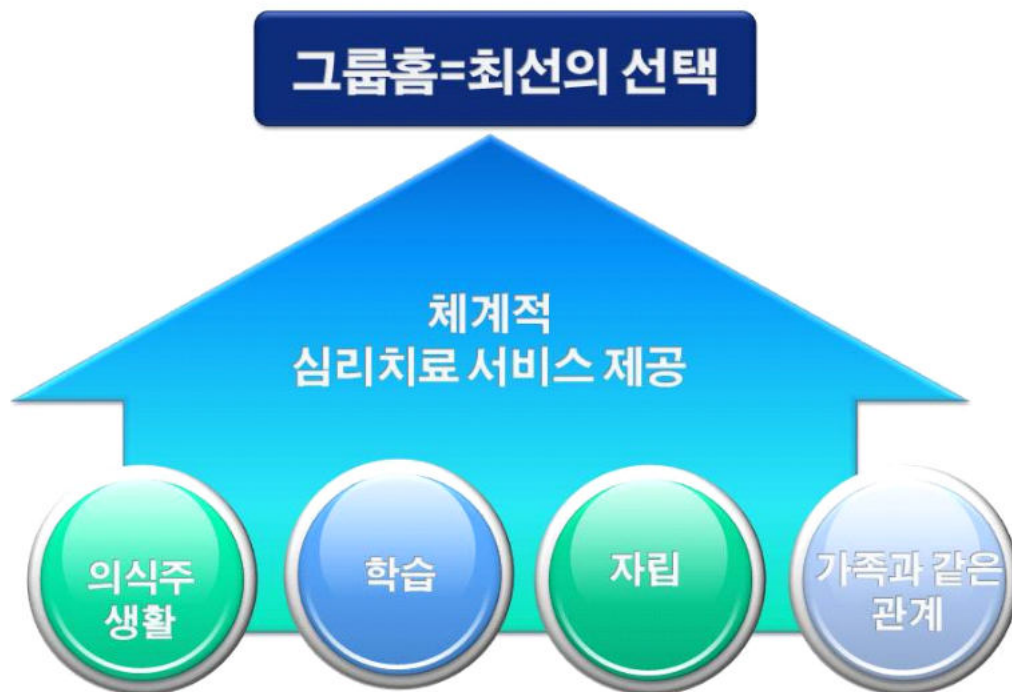 그룹홈=최선의 선택
체계적
심리치료 서비스 제공
의식주
생활
학습
자립
가족과 같은
관계